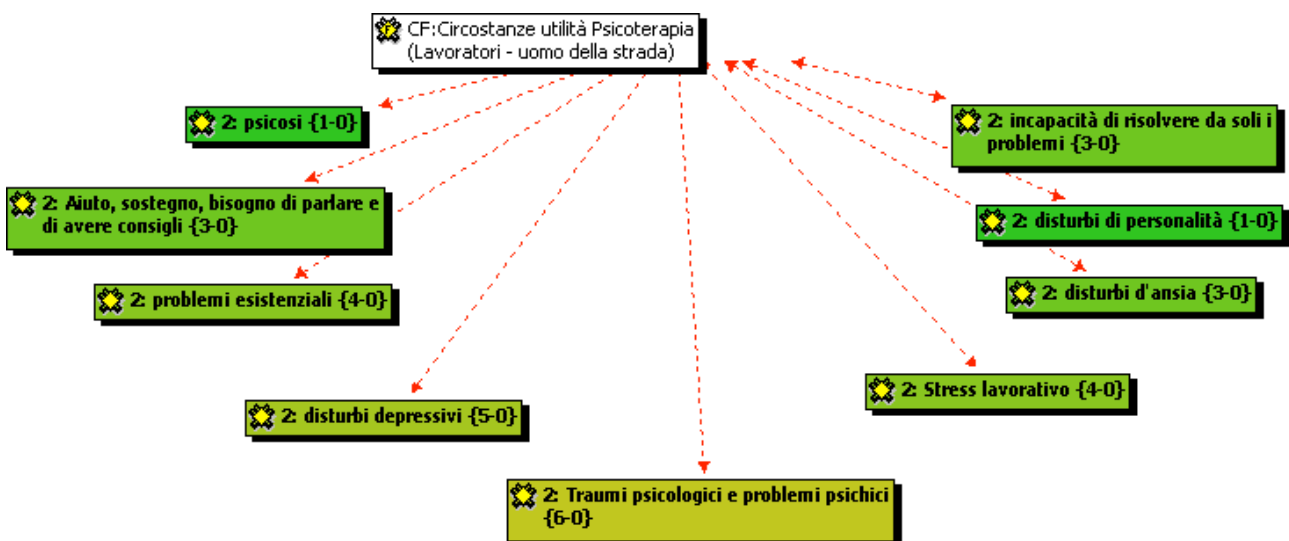 CF:Circostanze utilità Psicoterapia
(Lavoratori - uomo della strada)
2: psicosi {1-0}
2: incapacità di risolvere da soli i
problemi {3-0}
2: Aiuto, sostegno, bisogno di parlare e
di avere consigli {3-0}
2: disturbi di personalità {1-0}
2: problemi esistenziali {4-0}
2: disturbi d'ansia {3-0}
2: disturbi depressivi {5-0}
2: Stress lavorativo {4-0}
2: Traumi psicologici e problemi psichici
{6-0}